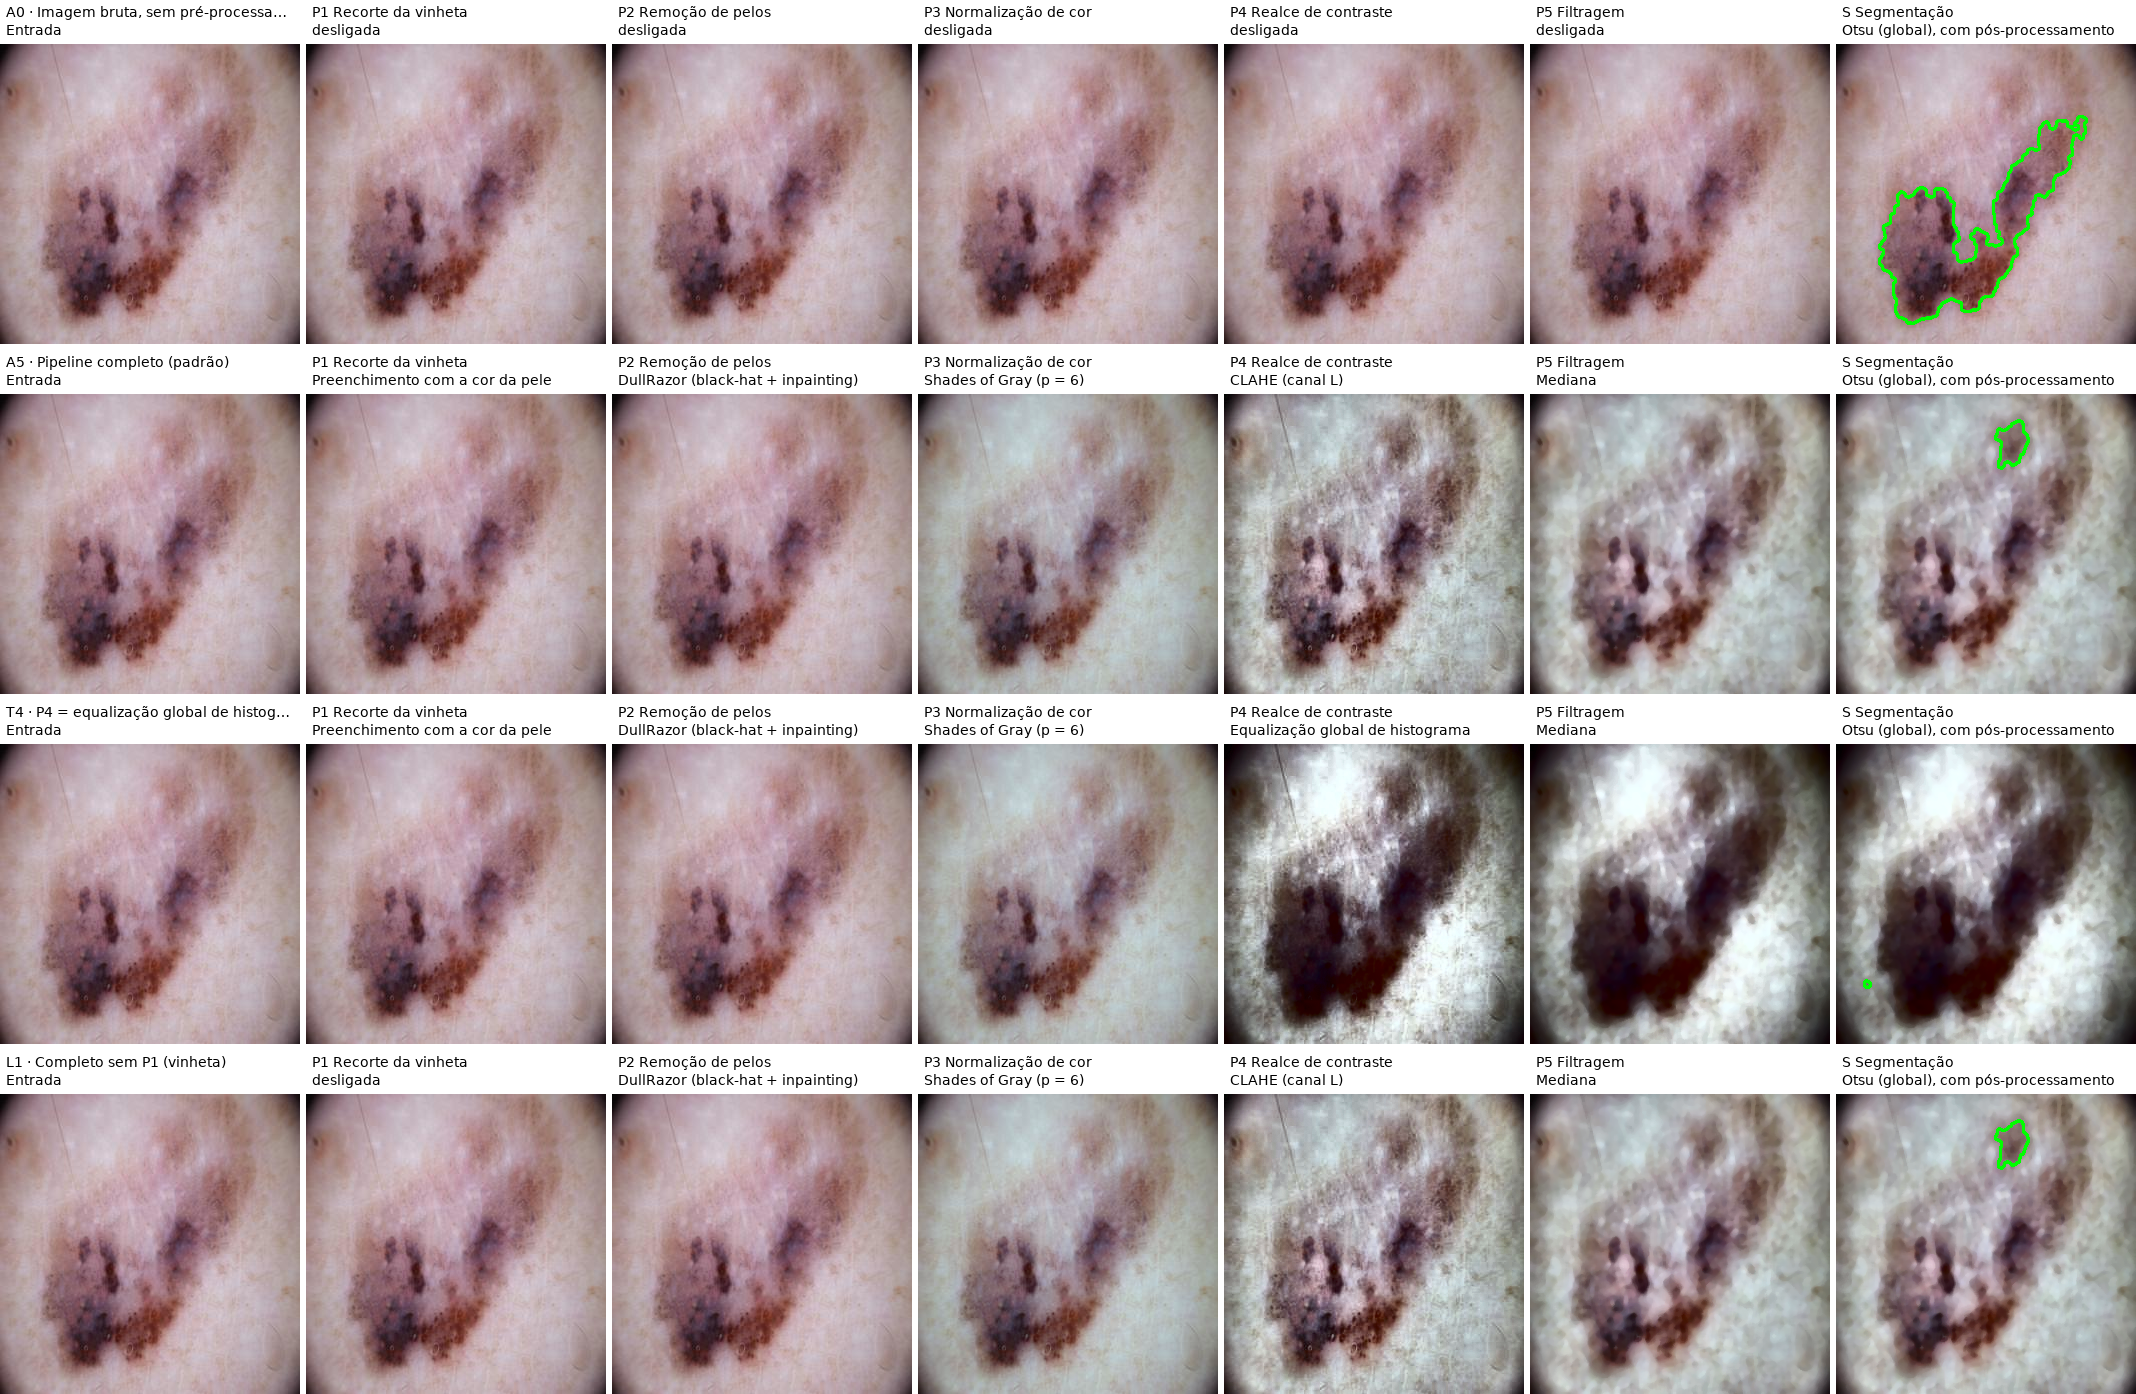 A0 · Imagem bruta, sem pré-processa...
Entrada
P1 Recorte da vinheta
desligada
P2 Remoção de pelos
desligada
P3 Normalização de cor
desligada
P4 Realce de contraste
desligada
P5 Filtragem
desligada
S Segmentação
Otsu (global), com pós-processamento
A5 · Pipeline completo (padrão)
Entrada
P1 Recorte da vinheta
Preenchimento com a cor da pele
P2 Remoção de pelos
DullRazor (black-hat + inpainting)
P3 Normalização de cor
Shades of Gray (p = 6)
P4 Realce de contraste
CLAHE (canal L)
P5 Filtragem
Mediana
S Segmentação
Otsu (global), com pós-processamento
T4 · P4 = equalização global de histog...
Entrada
P1 Recorte da vinheta
Preenchimento com a cor da pele
P2 Remoção de pelos
DullRazor (black-hat + inpainting)
P3 Normalização de cor
Shades of Gray (p = 6)
P4 Realce de contraste
Equalização global de histograma
P5 Filtragem
Mediana
S Segmentação
Otsu (global), com pós-processamento
L1 · Completo sem P1 (vinheta)
Entrada
P1 Recorte da vinheta
desligada
P2 Remoção de pelos
DullRazor (black-hat + inpainting)
P3 Normalização de cor
Shades of Gray (p = 6)
P4 Realce de contraste
CLAHE (canal L)
P5 Filtragem
Mediana
S Segmentação
Otsu (global), com pós-processamento